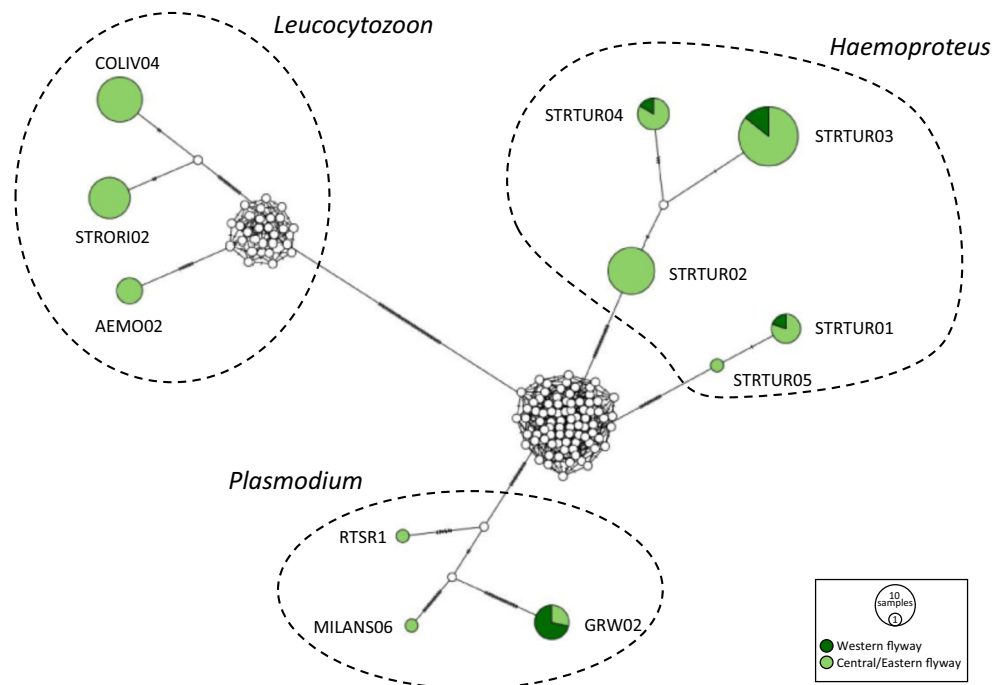 Leucocytozoon
Haemoproteus
COLIV04
STRTUR04
STRTUR03
STRORI02
STRTUR02
AEMO02
STRTUR01
STRTUR05
Plasmodium
RTSR1
MILANS06
GRW02
10
samples
1
Western flyway
Central/Eastern flyway